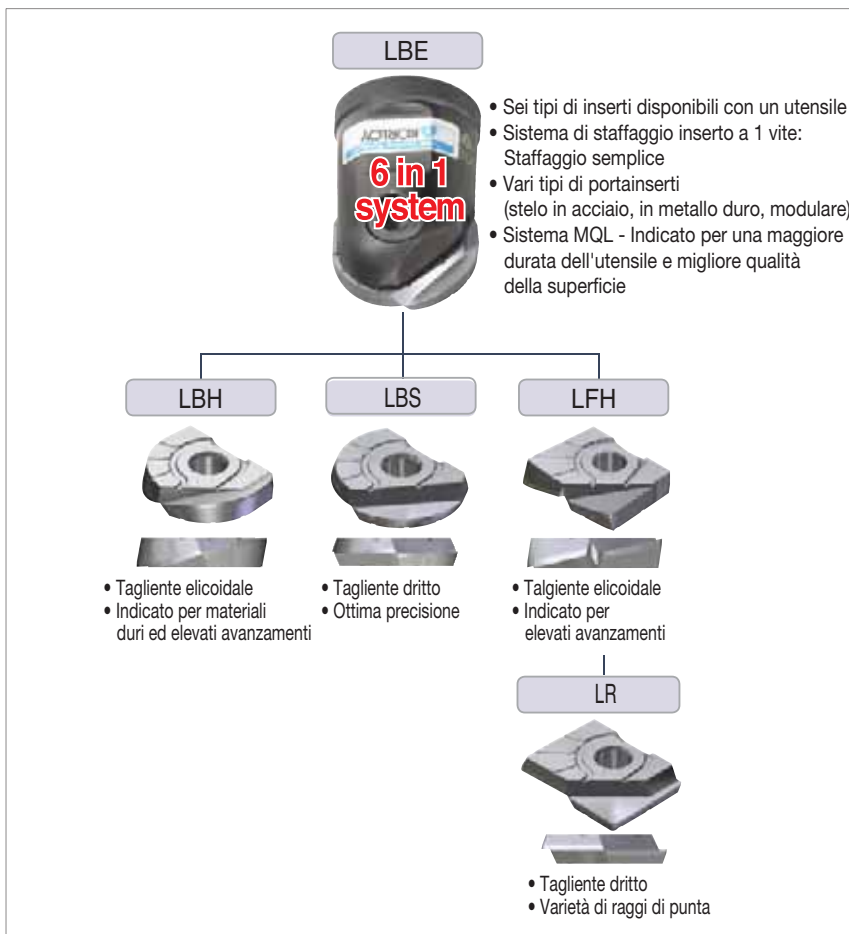 LBE
6 in 1
system
• Sei tipi di inserti disponibili con un utensile
• Sistema di staffaggio inserto a 1 vite:
Staffaggio semplice
• Vari tipi di portainserti
(stelo in acciaio, in metallo duro, modulare)
• Sistema MQL - Indicato per una maggiore
durata dell'utensile e migliore qualità
della superficie
LBH
• Tagliente elicoidale
• Indicato per materiali
duri ed elevati avanzamenti
LBS
• Tagliente dritto
• Ottima precisione
LFH
• Talgiente elicoidale
• Indicato per
elevati avanzamenti
LR
• Tagliente dritto
• Varietà di raggi di punta